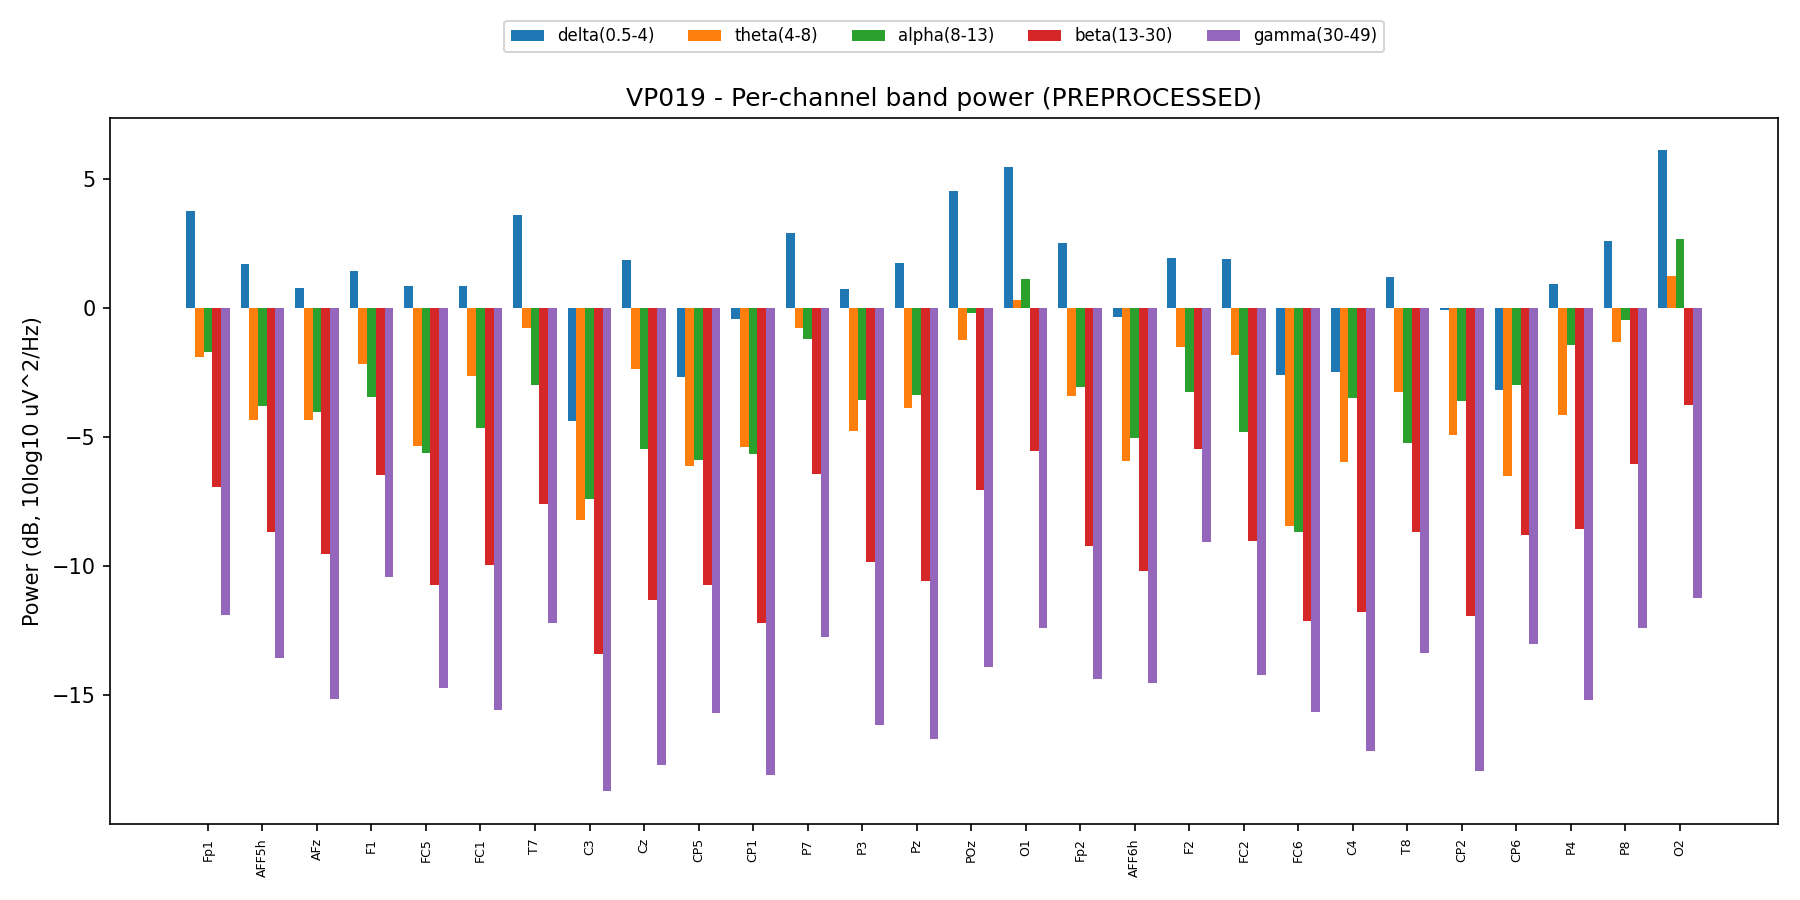 delta(0.5-4) theta(4-8) alpha(8-13) beta(13-30) gamma(30-49)
VP019 - Per-channel band power (PREPROCESSED)
Power (dB, 10log10 uV^2/Hz)
5
0
−5
−10
−15
Fp1 AFF5h AFz F1 FC5 FC1 T7 C3 Cz CP5 CP1 P7 P3 Pz POz O1 Fp2 AFF6h F2 FC2 FC6 C4 T8 CP2 CP6 P4 P8 O2